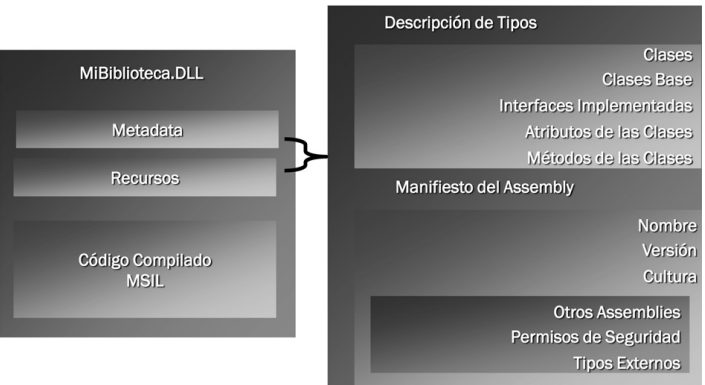 MiBiblioteca.DLL
Metadata
Recursos
Código Compilado
MSIL
Descripción de Tipos
Clases
Clases Base
Interfaces Implementadas
Atributos de las Clases
Métodos de las Clases
Manifiesto del Assembly
Nombre
Versión
Cultura
Otros Assemblies
Permisos de Seguridad
Tipos Externos